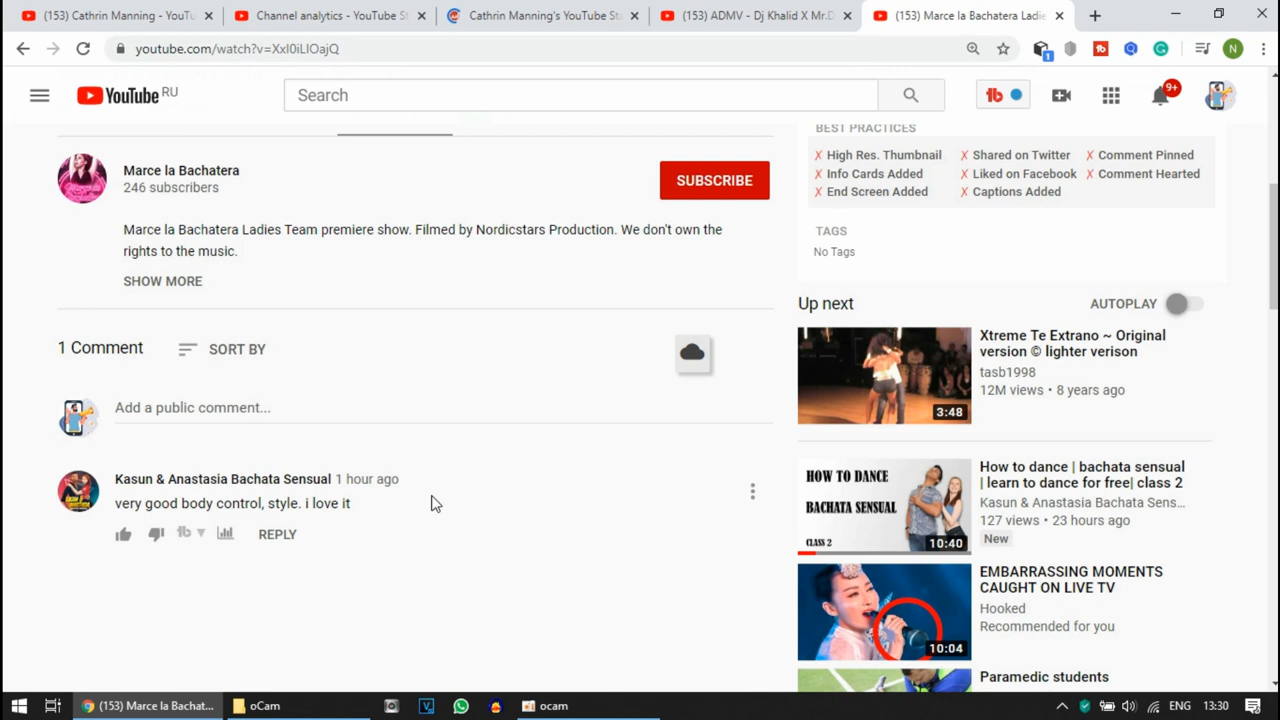 (153) Cathrin Manning - YouTu
Channel analytics - YouTube St
Cathrin Manning's YouTube Sta
(153) ADMV - Dj Khalid X Mr.D
(153) Marce la Bachatera Ladie
youtube.com/watch?v=XxI0iLIOajQ
1
N
YouTube RU
Search
tb
9+
BEST PRACTICES
X High Res. Thumbnail X Shared on Twitter X Comment Pinned
X Info Cards Added X Liked on Facebook X Comment Hearted
X End Screen Added X Captions Added
TAGS
No Tags
Marce la Bachatera
246 subscribers
SUBSCRIBE
Marce la Bachatera Ladies Team premiere show. Filmed by Nordicstars Production. We don't own the
rights to the music.
SHOW MORE
1 Comment SORT BY
Add a public comment...
Kasun & Anastasia Bachata Sensual 1 hour ago
very good body control, style. i love it
tb REPLY
Up next AUTOPLAY
3:48
Xtreme Te Extrano ~ Original
version © lighter verison
tasb1998
12M views • 8 years ago
HOW TO DANCE
BACHATA SENSUAL
CLASS 2
10:40
How to dance | bachata sensual
| learn to dance for free| class 2
Kasun & Anastasia Bachata Sens...
127 views • 23 hours ago
New
10:04
EMBARRASSING MOMENTS
CAUGHT ON LIVE TV
Hooked
Recommended for you
Paramedic students
(153) Marce la Bachat...
oCam
ocam
ENG
13:30